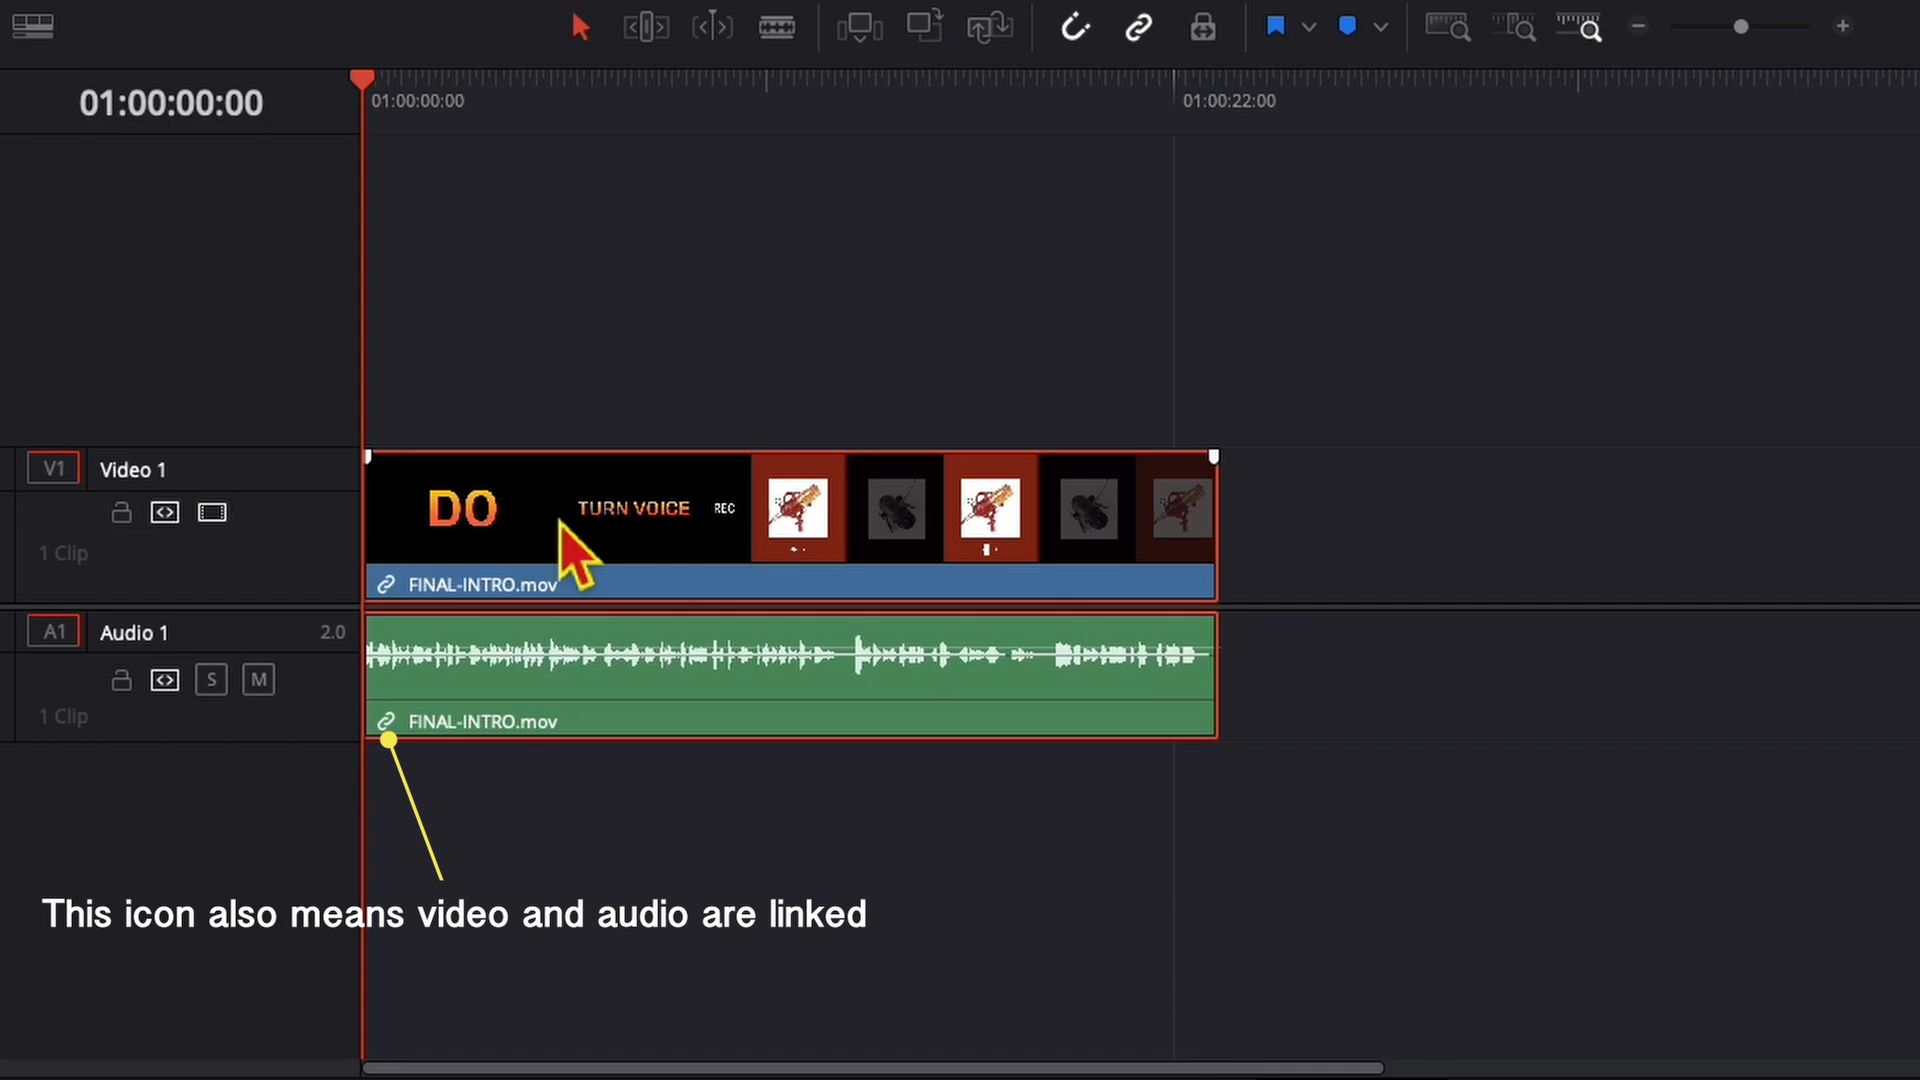 01:00:00:00
01:00:00:00
01:00:22:00
V1
Video 1
DO
TURN VOICE
REC
1 Clip
FINAL-INTRO.mov
A1
Audio 1
2.0
S
M
1 Clip
FINAL-INTRO.mov
This icon also means video and audio are linked